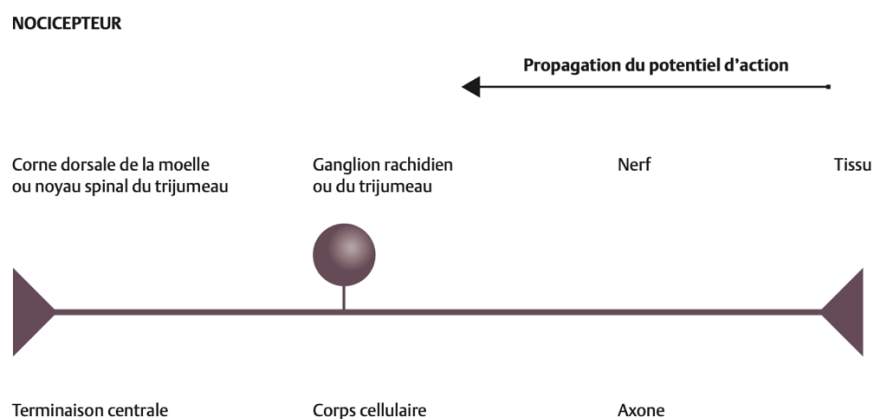 NOCICEPTEUR
Propagation du potentiel d’action
Corne dorsale de la moelle
ou noyau spinal du trijumeau
Ganglion rachidien
ou du trijumeau
Nerf
Tissu
Terminaison centrale
Corps cellulaire
Axone